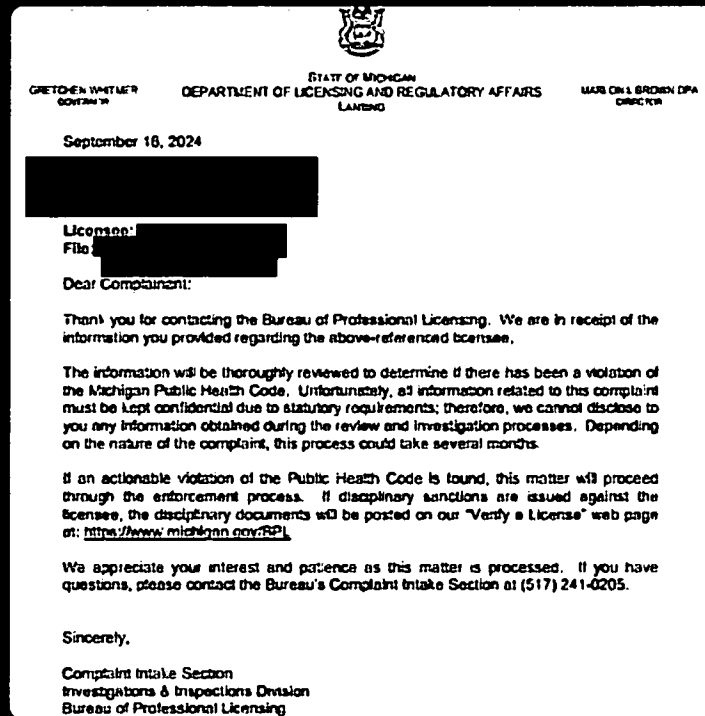 STATE OF MICHIGAN
GRETCHEN WHITMER
GOVERNOR
DEPARTMENT OF LICENSING AND REGULATORY AFFAIRS
LANSING
MARLON I. BROWN DPA
DIRECTOR
September 16, 2024
Licensee:
File:
Dear Complainant:
Thank you for contacting the Bureau of Professional Licensing. We are in receipt of the
information you provided regarding the above-referenced licensee.
The information will be thoroughly reviewed to determine if there has been a violation of
the Michigan Public Health Code. Unfortunately, all information related to this complaint
must be kept confidential due to statutory requirements; therefore, we cannot disclose to
you any information obtained during the review and investigation processes. Depending
on the nature of the complaint, this process could take several months.
If an actionable violation of the Public Health Code is found, this matter will proceed
through the enforcement process. If disciplinary sanctions are issued against the
licensee, the disciplinary documents will be posted on our "Verify a License" web page
at: https://www.michigan.gov/BPL
We appreciate your interest and patience as this matter is processed. If you have
questions, please contact the Bureau's Complaint Intake Section at (517) 241-0205.
Sincerely,
Complaint Intake Section
Investigations & Inspections Division
Bureau of Professional Licensing